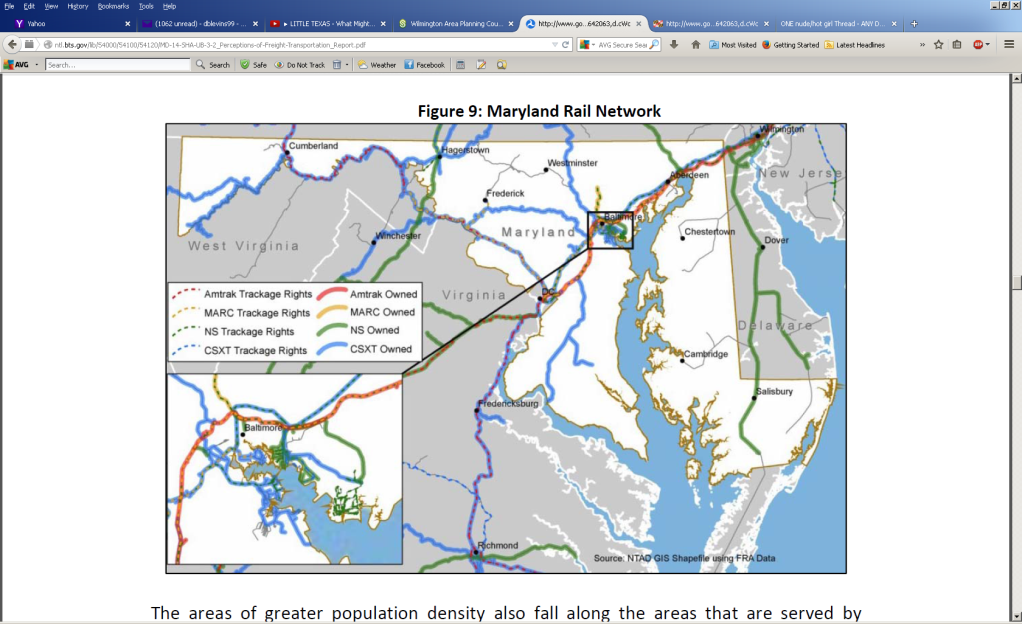 File Edit View History Bookmarks Tools Help
Yahoo
(1062 unread) - dblevins99 - ...
LITTLE TEXAS - What Might...
Wilmington Area Planning Cou...
http://www.go...642063,d.cWc
http://www.go...642063,d.cWc
ONE nude/hot girl Thread - ANY D...
ntl.bts.gov/lib/54000/54100/54120/MD-14-SHA-UB-3-2_Perceptions-of-Freight-Transportation_Report.pdf
AVG Secure Sea
Most Visited
Getting Started
Latest Headlines
AVG
Search...
Search
Safe
Do Not Track
Weather
Facebook
Figure 9: Maryland Rail Network
Wilmington
Cumberland
Hagerstown
Westminster
Aberdeen
New Jerse
Frederick
Baltimore
Maryland
Chestertown
West Virginia
Winchester
Dover
Virginia
DC
Amtrak Trackage Rights
Amtrak Owned
MARC Trackage Rights
MARC Owned
NS Trackage Rights
NS Owned
CSXT Trackage Rights
CSXT Owned
Delaware
Cambridge
Salisbury
Fredericksburg
Baltimore
Richmond
Source: NTAD GIS Shapefile using FRA Data
The areas of greater population density also fall along the areas that are served by